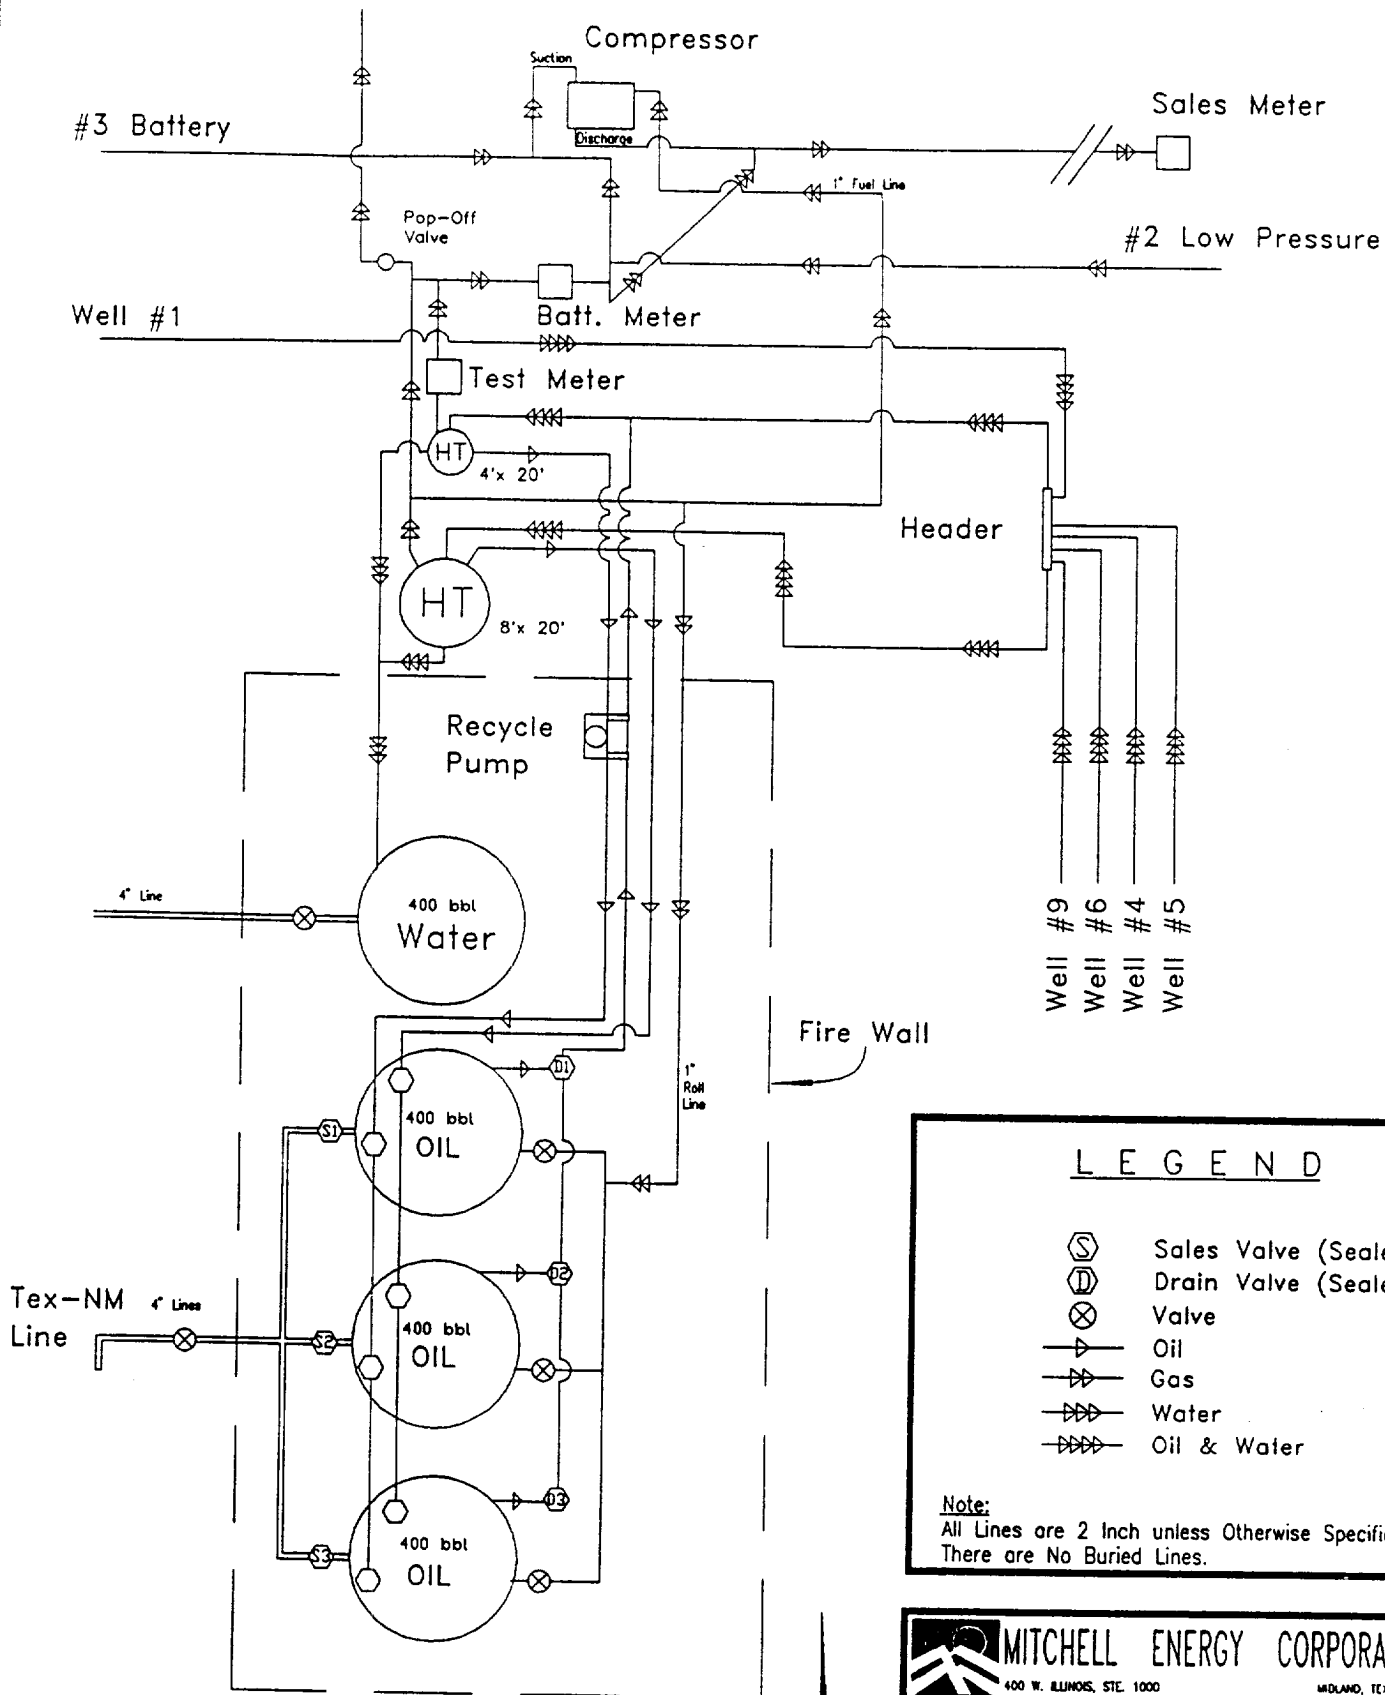 Compressor
Suction
Sales Meter
#3 Battery
Discharge
1" Fuel Line
Pop-Off
Valve
#2 Low Pressure
Well #1
Batt. Meter
Test Meter
HT
4'x 20'
Header
HT
8'x 20'
Recycle
Pump
4" Line
400 bbl
Water
Well #9
Well #6
Well #4
Well #5
Fire Wall
D1
1"
Roll
Line
400 bbl
OIL
S1
LEGEND
S Sales Valve (Seale
D Drain Valve (Seale
Valve
Oil
Gas
Water
Oil & Water
D2
Tex-NM 4" Lines
Line
S2
400 bbl
OIL
D3
400 bbl
OIL
S3
Note:
All Lines are 2 Inch unless Otherwise Specifi
There are No Buried Lines.
MITCHELL ENERGY CORPORA
400 W. ILLINOIS, STE. 1000 MIDLAND, TE